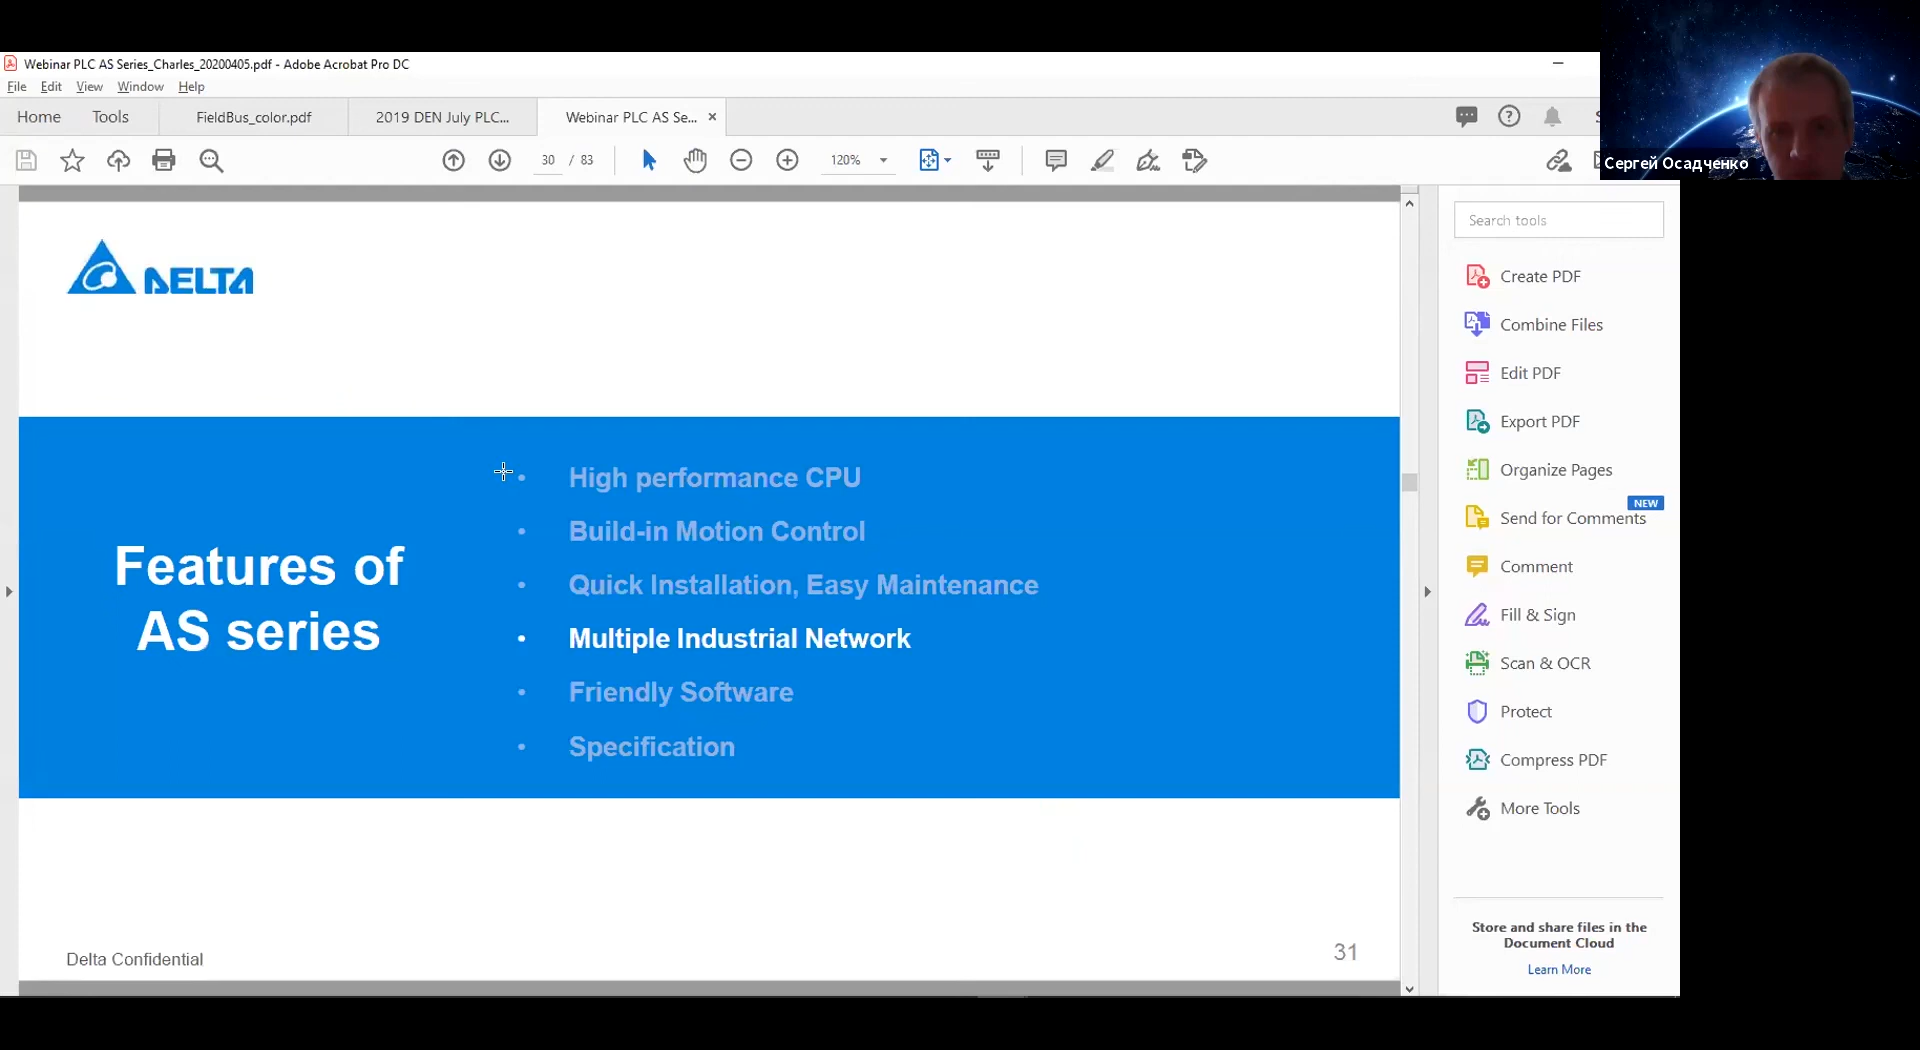 Webinar PLC AS Series_Charles_20200405.pdf - Adobe Acrobat Pro DC
File Edit View Window Help
Home Tools FieldBus_color.pdf 2019 DEN July PLC... Webinar PLC AS Se... ×
30 / 83 120%
Сергей Осадченко
Search tools
DELTA
Create PDF
Combine Files
Edit PDF
Export PDF
Organize Pages
NEW
Send for Comments
Comment
Fill & Sign
Scan & OCR
Protect
Compress PDF
More Tools
Store and share files in the
Document Cloud
Learn More
Features of
AS series
• High performance CPU
• Build-in Motion Control
• Quick Installation, Easy Maintenance
• Multiple Industrial Network
• Friendly Software
• Specification
Delta Confidential
31